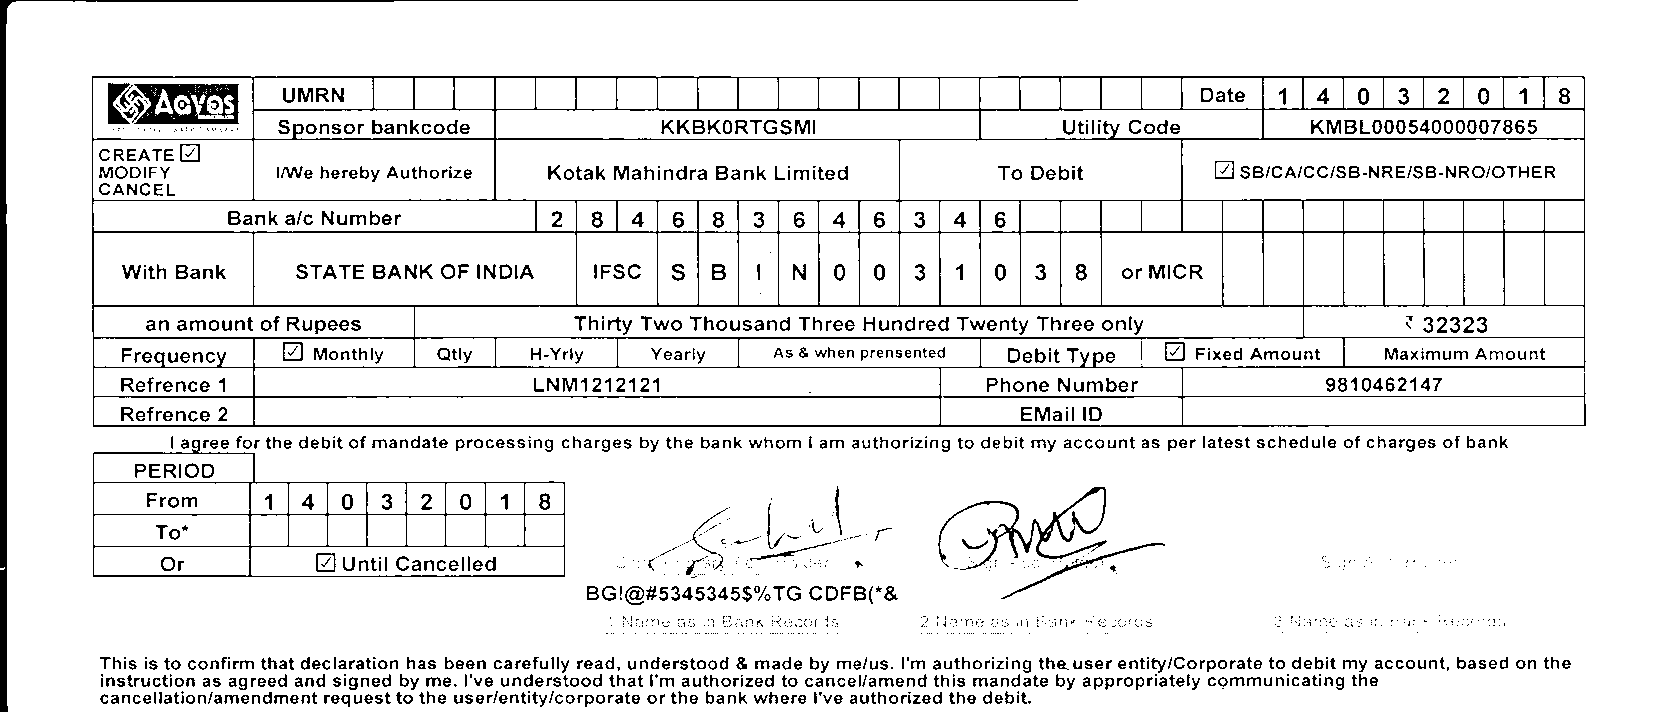 Aavas
UMRN Date 1 4 0 3 2 0 1 8
Sponsor bankcode KKBK0RTGSMI Utility Code KMBL00054000007865
CREATE ☑
MODIFY
CANCEL
I/We hereby Authorize Kotak Mahindra Bank Limited To Debit ☑ SB/CA/CC/SB-NRE/SB-NRO/OTHER
Bank a/c Number 2 8 4 6 8 3 6 4 6 3 4 6
With Bank STATE BANK OF INDIA IFSC S B I N 0 0 3 1 0 3 8 or MICR
an amount of Rupees Thirty Two Thousand Three Hundred Twenty Three only ₹ 32323
Frequency ☑ Monthly Qtly H-Yrly Yearly As & when prensented Debit Type ☑ Fixed Amount Maximum Amount
Refrence 1 LNM1212121 Phone Number 9810462147
Refrence 2 EMail ID
I agree for the debit of mandate processing charges by the bank whom I am authorizing to debit my account as per latest schedule of charges of bank
PERIOD
From 1 4 0 3 2 0 1 8
To*
Or ☑ Until Cancelled
BG!@#5345345$%TG CDFB(*&
1 Name as in Bank Records 2 Name as in Bank Records 3 Name as in Bank Records
This is to confirm that declaration has been carefully read, understood & made by me/us. I'm authorizing the user entity/Corporate to debit my account, based on the
instruction as agreed and signed by me. I've understood that I'm authorized to cancel/amend this mandate by appropriately communicating the
cancellation/amendment request to the user/entity/corporate or the bank where I've authorized the debit.